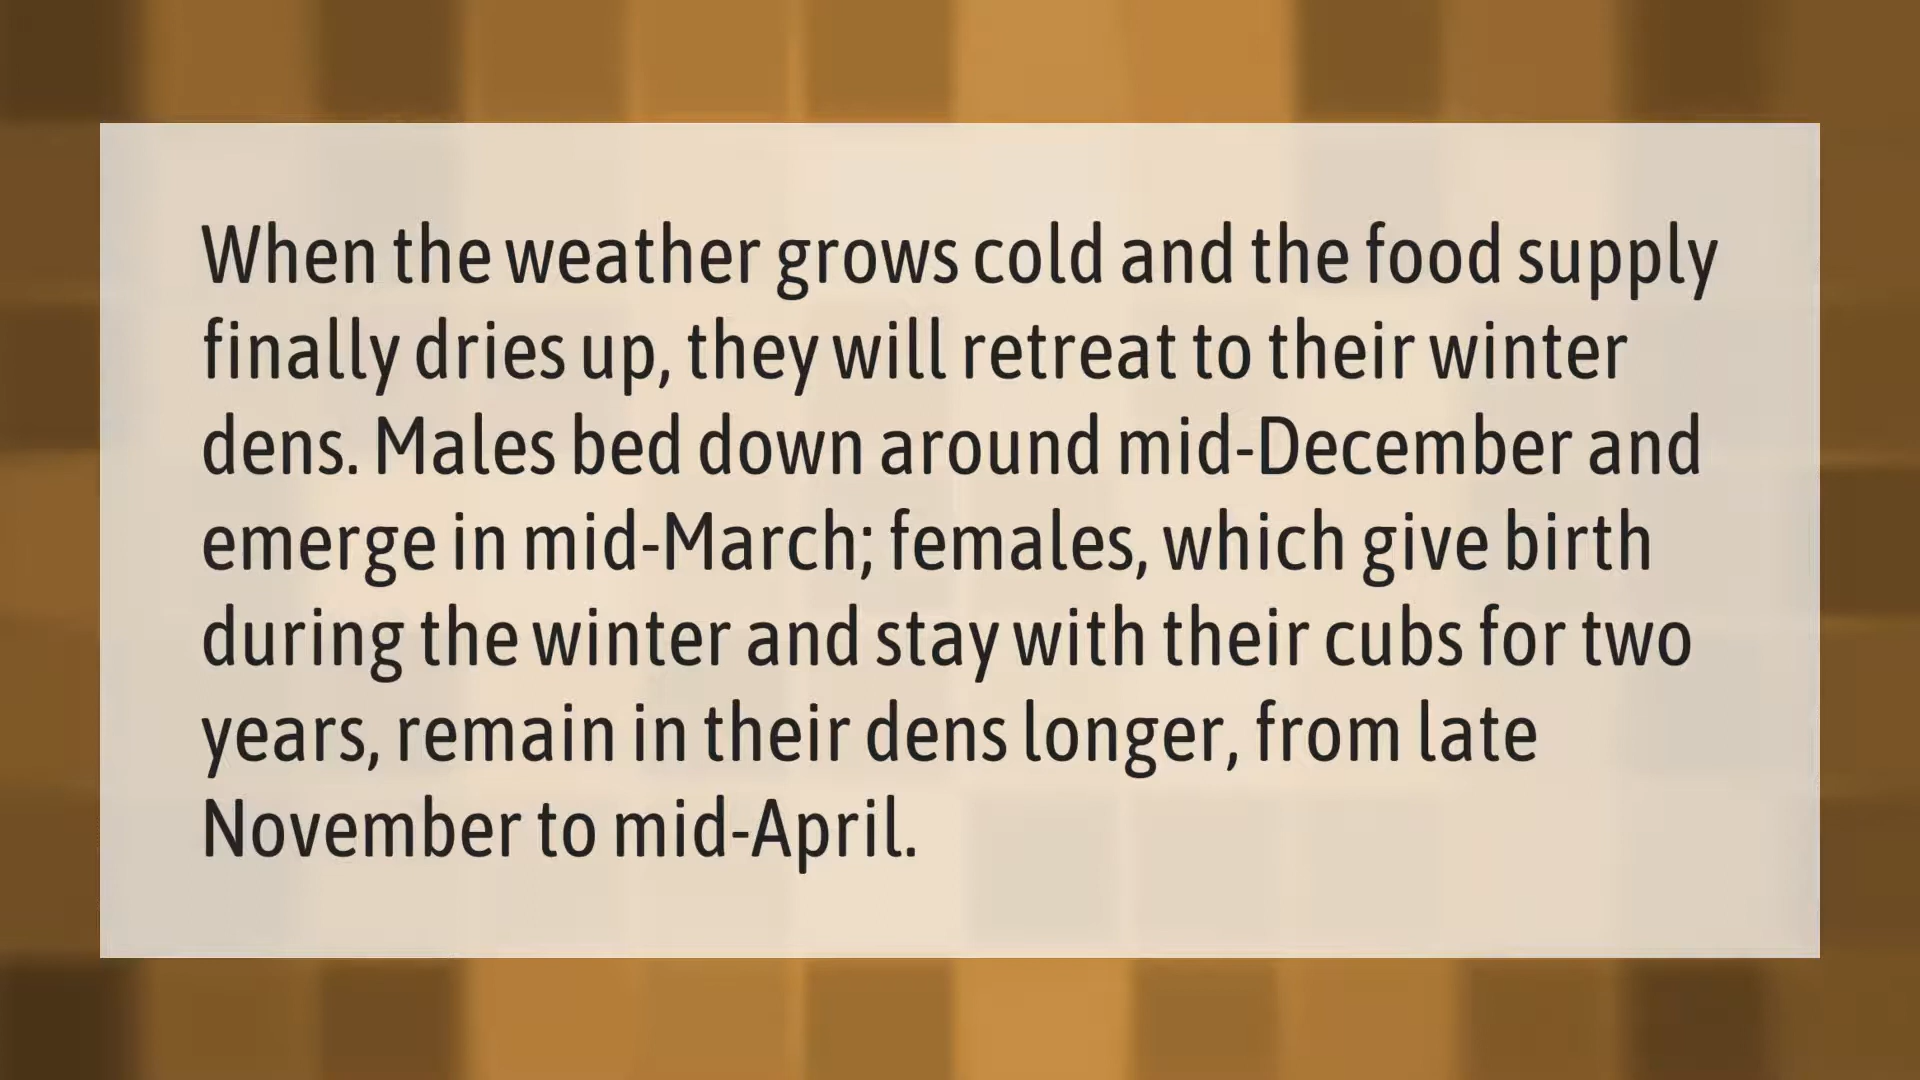 When the weather grows cold and the food supply
finally dries up, they will retreat to their winter
dens. Males bed down around mid-December and
emerge in mid-March; females, which give birth
during the winter and stay with their cubs for two
years, remain in their dens longer, from late
November to mid-April.